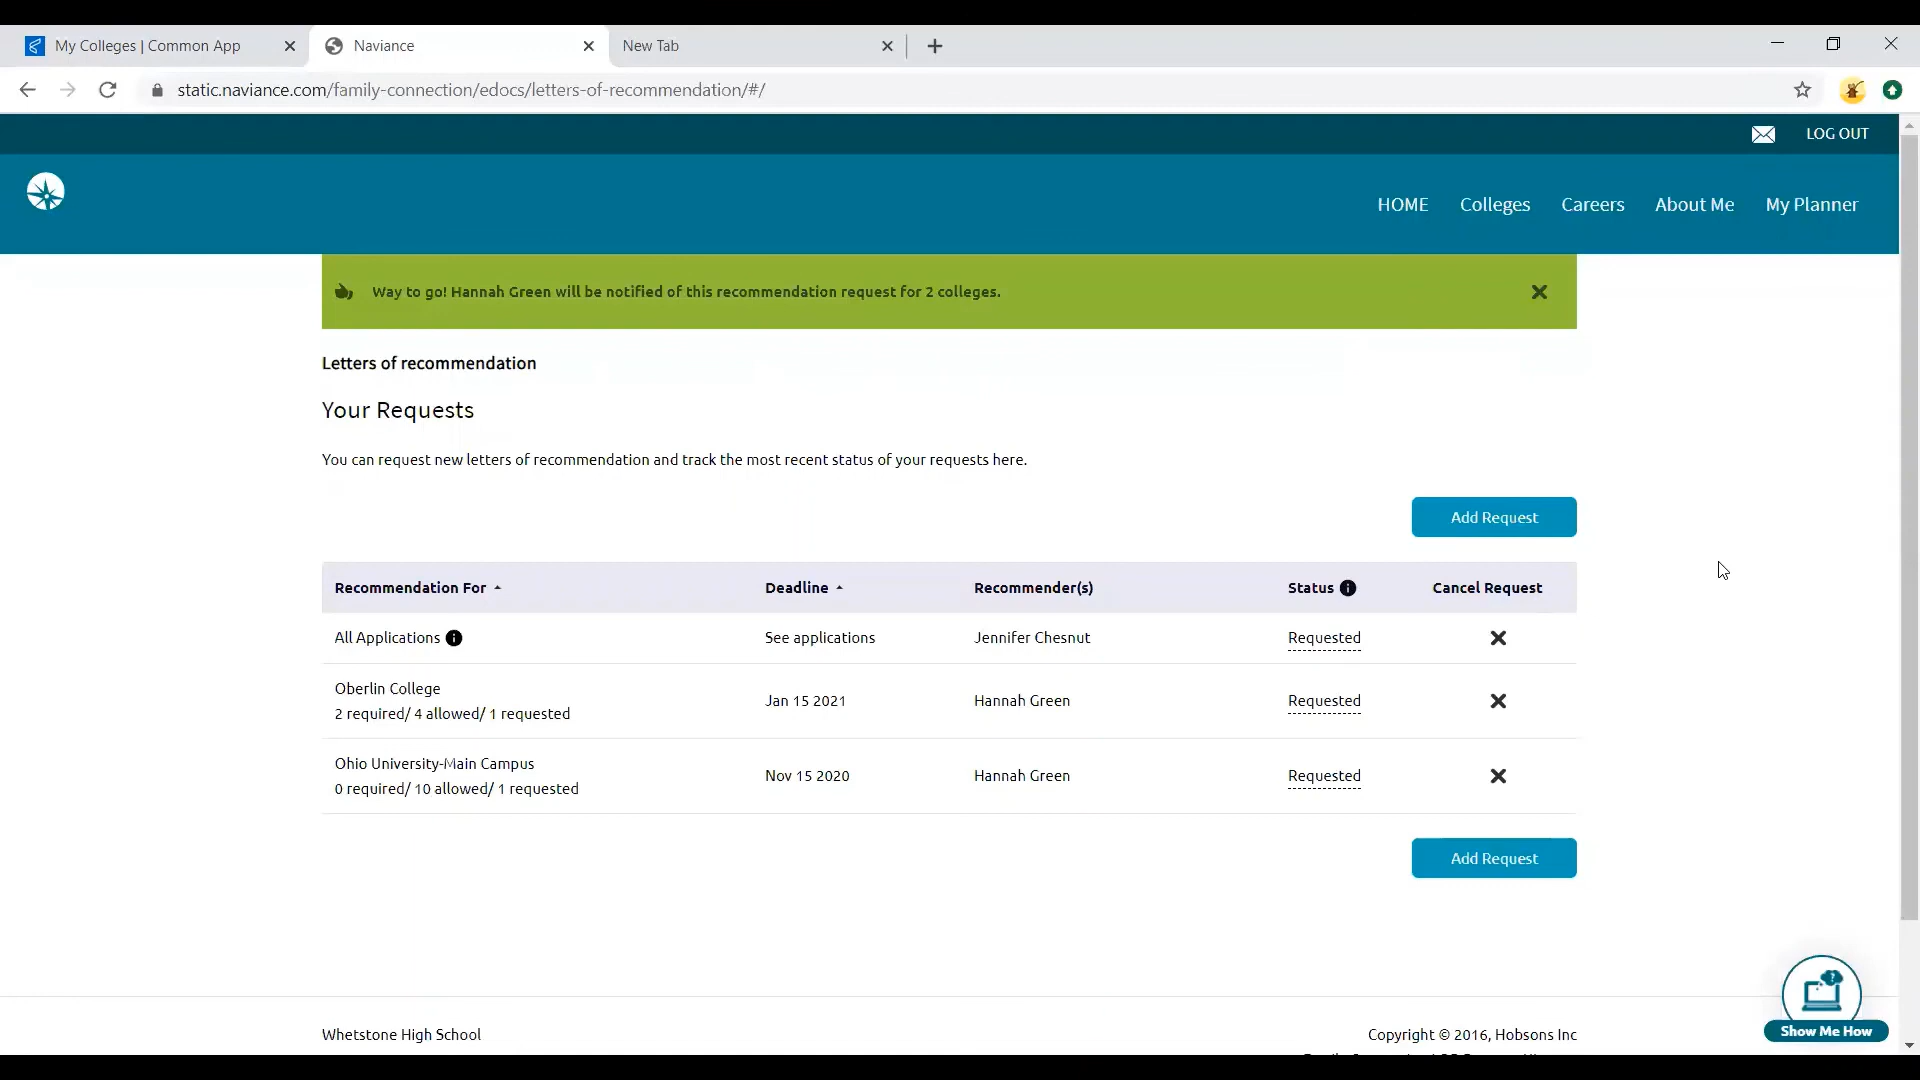 My Colleges | Common App
Naviance
New Tab
static.naviance.com/family-connection/edocs/letters-of-recommendation/#/
LOG OUT
HOME Colleges Careers About Me My Planner
Way to go! Hannah Green will be notified of this recommendation request for 2 colleges.
Letters of recommendation
Your Requests
You can request new letters of recommendation and track the most recent status of your requests here.
Add Request
Recommendation For Deadline Recommender(s) Status Cancel Request
All Applications See applications Jennifer Chesnut Requested
Oberlin College
2 required/ 4 allowed/ 1 requested
Jan 15 2021 Hannah Green Requested
Ohio University-Main Campus
0 required/ 10 allowed/ 1 requested
Nov 15 2020 Hannah Green Requested
Add Request
Show Me How
Whetstone High School
Copyright © 2016, Hobsons Inc